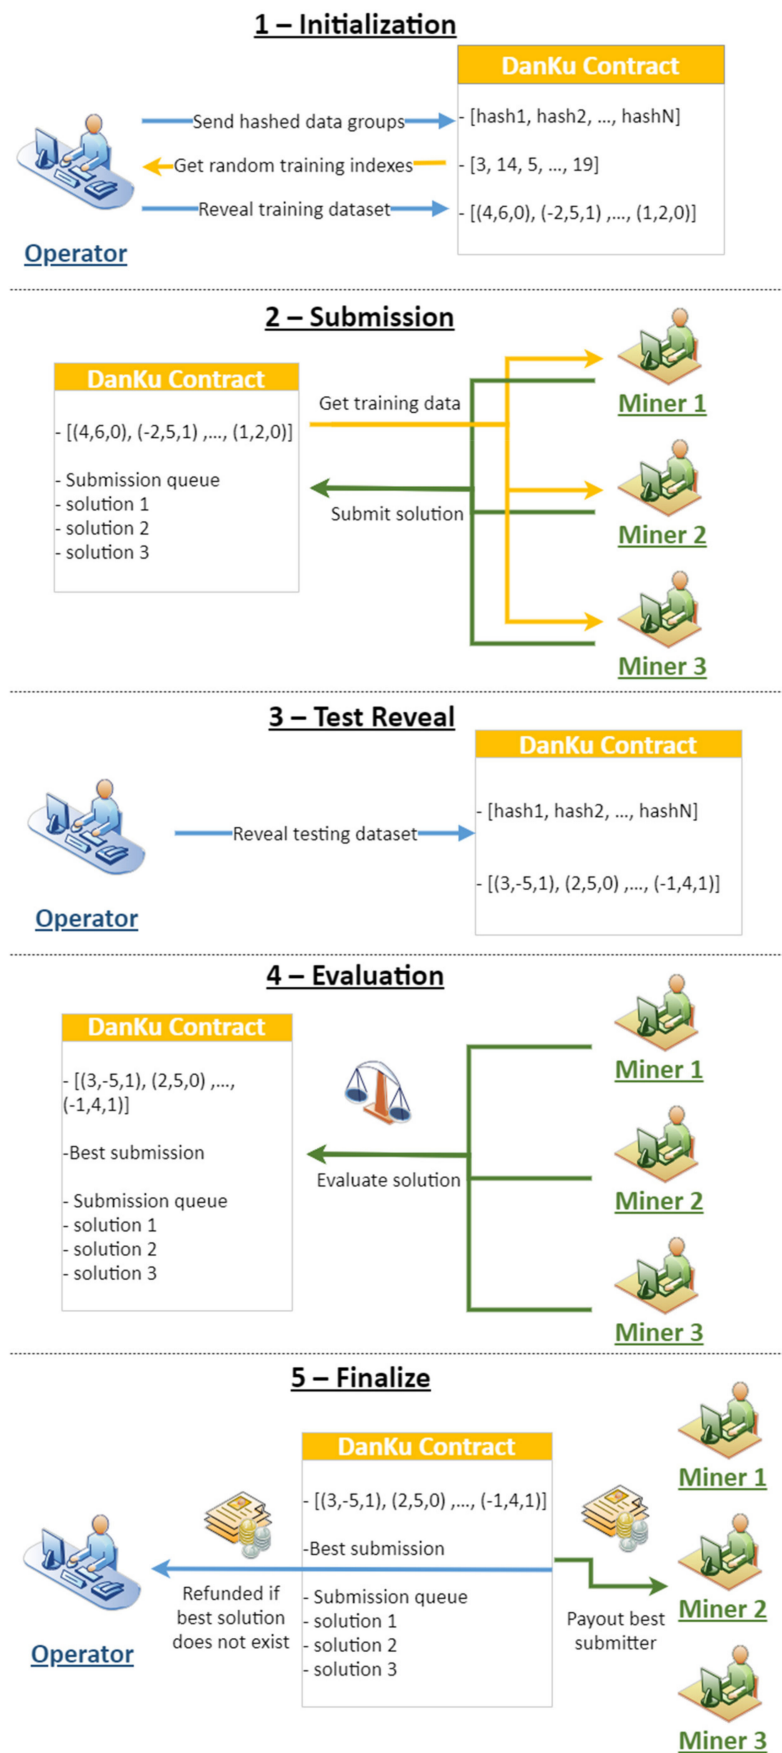 1 – Initialization
DanKu Contract
Send hashed data groups
- [hash1, hash2, ..., hashN]
Get random training indexes
- [3, 14, 5, ..., 19]
Reveal training dataset
- [(4,6,0), (-2,5,1) ,..., (1,2,0)]
Operator
2 – Submission
DanKu Contract
- [(4,6,0), (-2,5,1) ,..., (1,2,0)]
- Submission queue
- solution 1
- solution 2
- solution 3
Get training data
Submit solution
Miner 1
Miner 2
Miner 3
3 – Test Reveal
DanKu Contract
- [hash1, hash2, ..., hashN]
Reveal testing dataset
- [(3,-5,1), (2,5,0) ,..., (-1,4,1)]
Operator
4 – Evaluation
DanKu Contract
- [(3,-5,1), (2,5,0) ,...,
(-1,4,1)]
-Best submission
- Submission queue
- solution 1
- solution 2
- solution 3
Evaluate solution
Miner 1
Miner 2
Miner 3
5 – Finalize
DanKu Contract
- [(3,-5,1), (2,5,0) ,..., (-1,4,1)]
-Best submission
- Submission queue
- solution 1
- solution 2
- solution 3
Refunded if
best solution
does not exist
Operator
Payout best
submitter
Miner 1
Miner 2
Miner 3